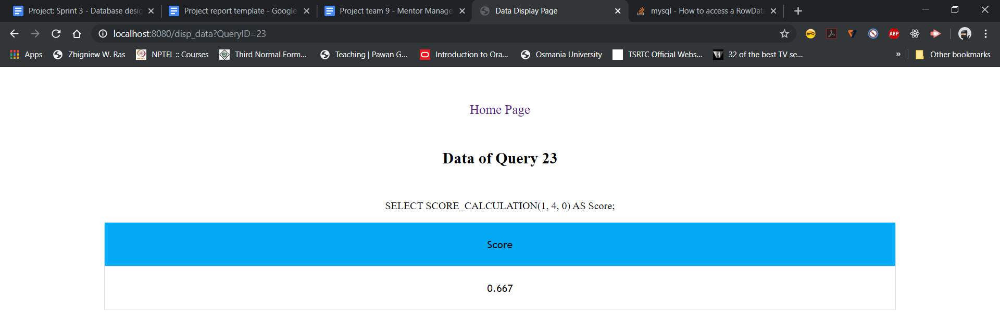 Project: Sprint 3 - Database desig
Project report template - Google
Project team 9 - Mentor Manage
Data Display Page
mysql - How to access a RowData
localhost:8080/disp_data?QueryID=23
ABP
Apps
Zbigniew W. Ras
NPTEL :: Courses
Third Normal Form...
Teaching | Pawan G...
Introduction to Ora...
Osmania University
TSRTC Official Webs...
32 of the best TV se...
»
Other bookmarks
Home Page
Data of Query 23
SELECT SCORE_CALCULATION(1, 4, 0) AS Score;
Score
0.667